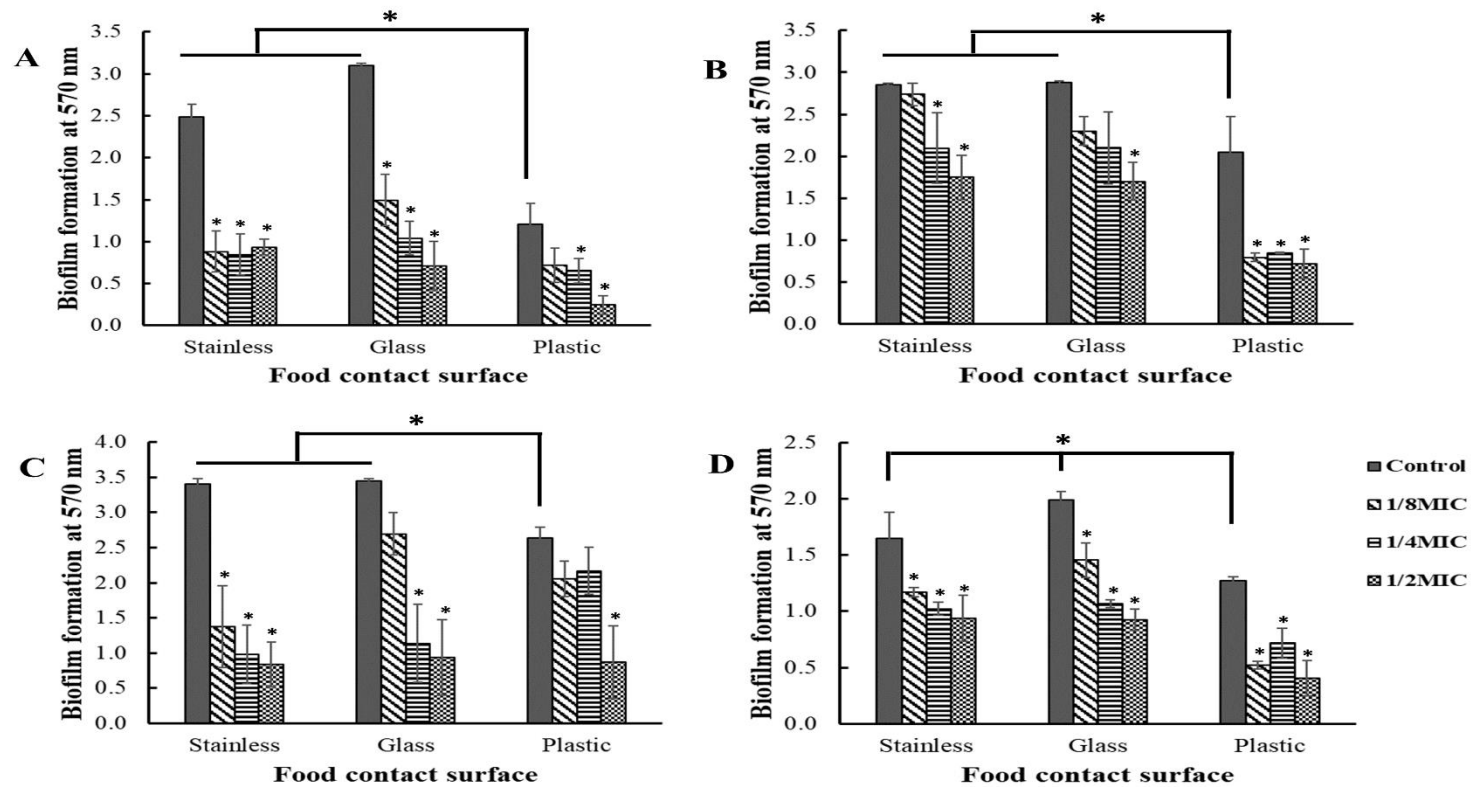 A
*
3.5
3.0
2.5
2.0
1.5
1.0
0.5
0.0
Biofilm formation at 570 nm
* * *
* * *
* *
Stainless Glass Plastic
Food contact surface
B
*
3.5
3.0
2.5
2.0
1.5
1.0
0.5
0.0
Biofilm formation at 570 nm
* *
*
* * *
Stainless Glass Plastic
Food contact surface
C
*
4.0
3.5
3.0
2.5
2.0
1.5
1.0
0.5
0.0
Biofilm formation at 570 nm
* * *
* *
*
Stainless Glass Plastic
Food contact surface
D
*
2.5
2.0
1.5
1.0
0.5
0.0
Biofilm formation at 570 nm
* * *
* * *
* * *
Stainless Glass Plastic
Food contact surface
Control
1/8MIC
1/4MIC
1/2MIC